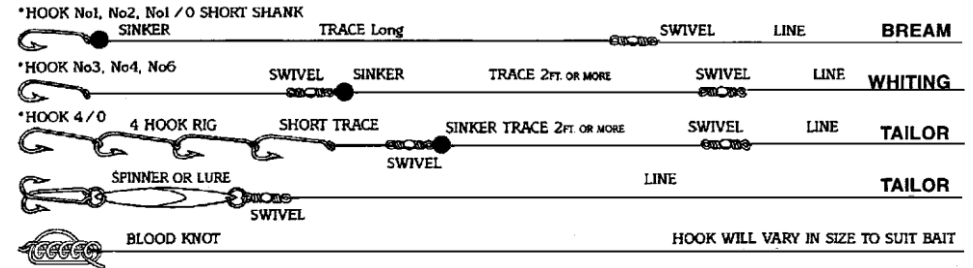 *HOOK No1, No2, No1 /0 SHORT SHANK
SINKER TRACE Long SWIVEL LINE BREAM
*HOOK No3, No4, No6
SWIVEL SINKER TRACE 2FT. OR MORE SWIVEL LINE WHITING
*HOOK 4/0
4 HOOK RIG SHORT TRACE SINKER TRACE 2FT. OR MORE SWIVEL LINE TAILOR
SWIVEL
SPINNER OR LURE LINE TAILOR
SWIVEL
BLOOD KNOT HOOK WILL VARY IN SIZE TO SUIT BAIT